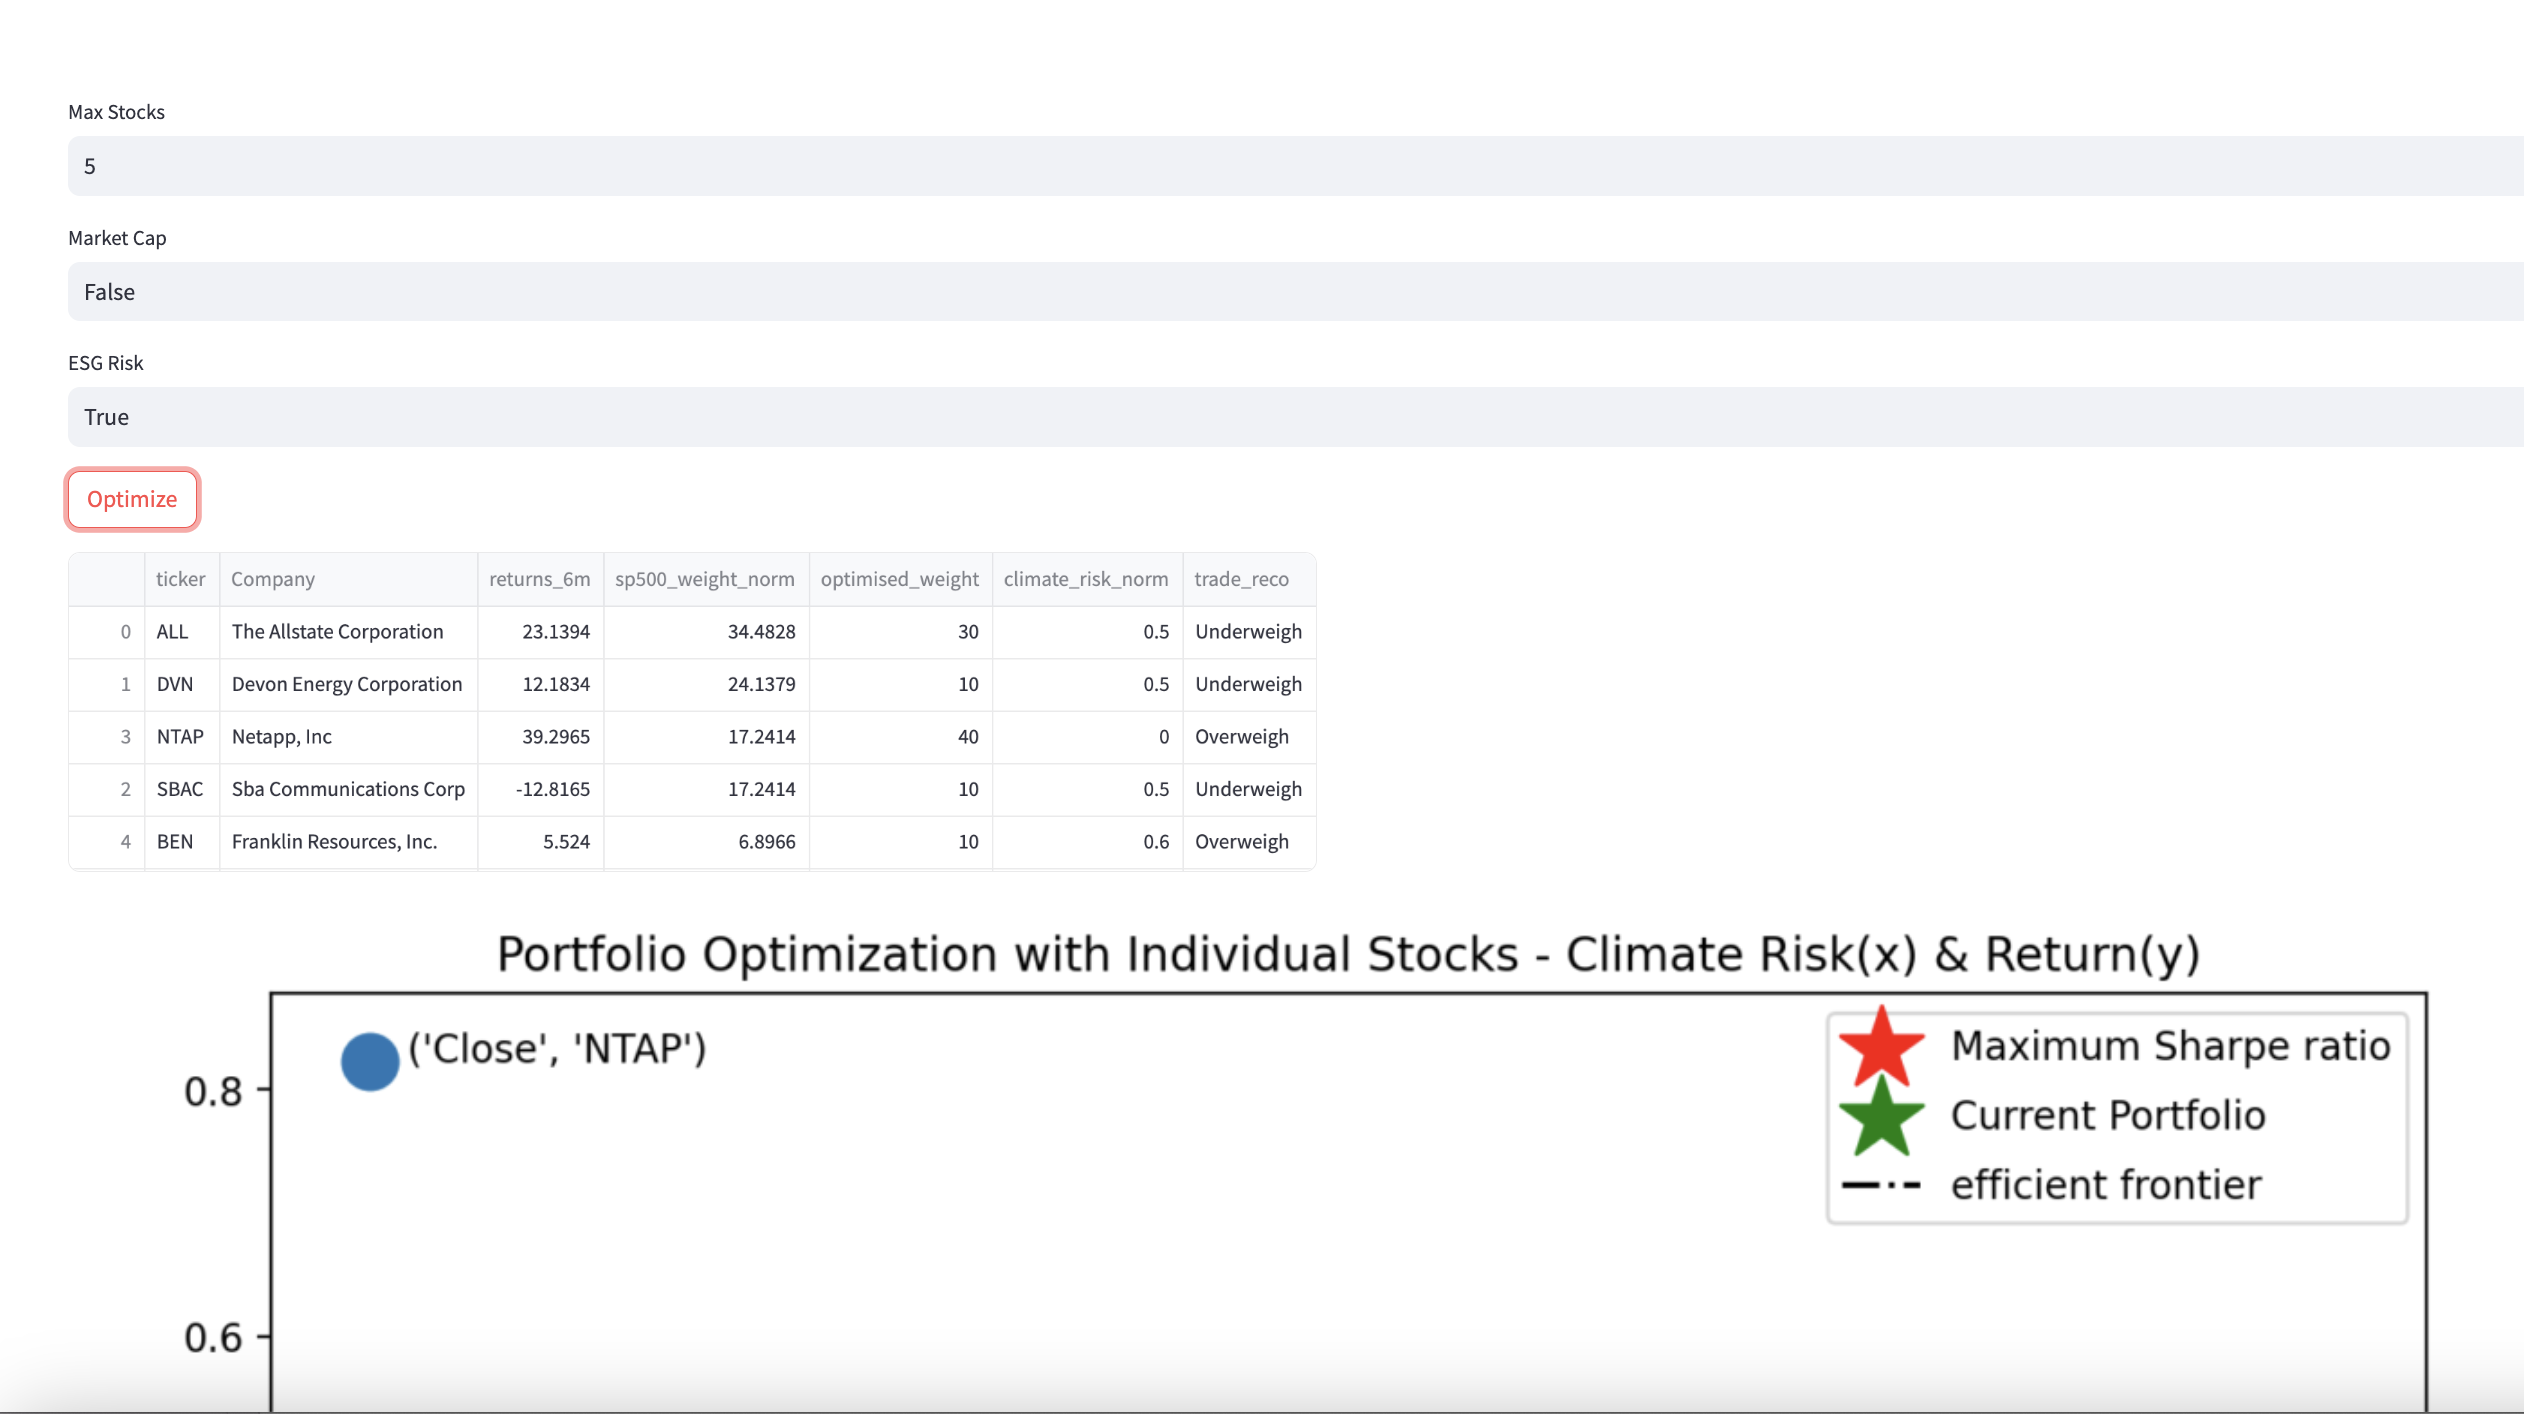 Max Stocks
5
Market Cap
False
ESG Risk
True
Optimize
ticker Company returns_6m sp500_weight_norm optimised_weight climate_risk_norm trade_reco
0 ALL The Allstate Corporation 23.1394 34.4828 30 0.5 Underweigh
1 DVN Devon Energy Corporation 12.1834 24.1379 10 0.5 Underweigh
3 NTAP Netapp, Inc 39.2965 17.2414 40 0 Overweigh
2 SBAC Sba Communications Corp -12.8165 17.2414 10 0.5 Underweigh
4 BEN Franklin Resources, Inc. 5.524 6.8966 10 0.6 Overweigh
Portfolio Optimization with Individual Stocks - Climate Risk(x) & Return(y)
('Close', 'NTAP')
Maximum Sharpe ratio
Current Portfolio
efficient frontier
0.8
0.6